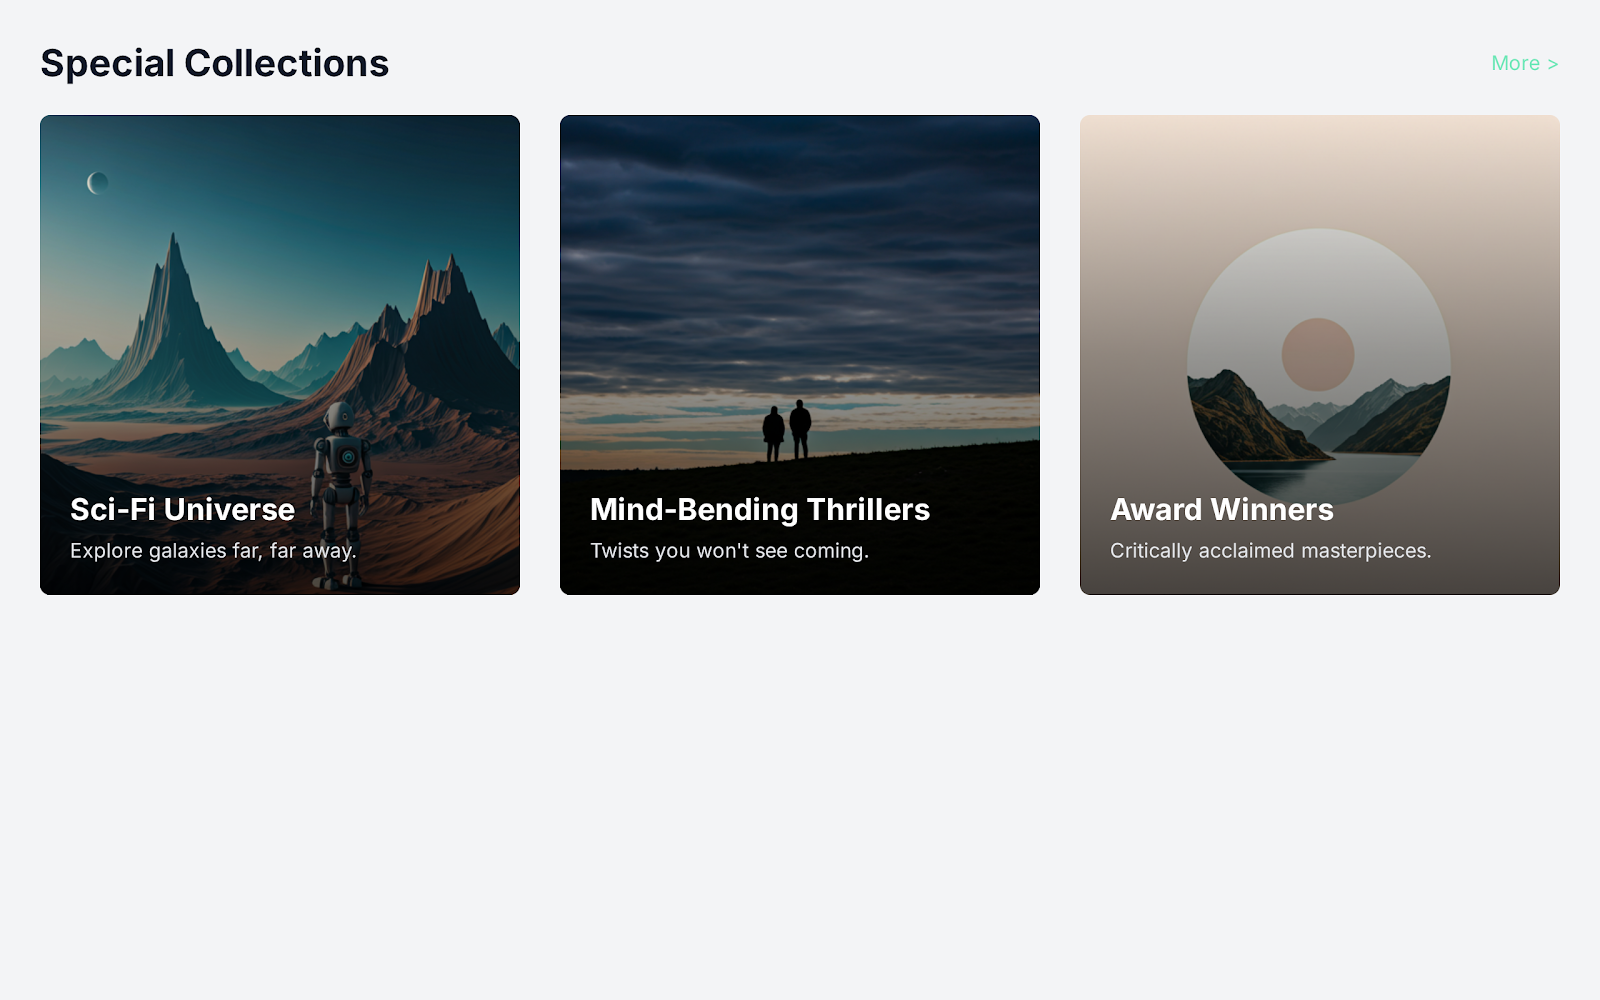 Special Collections
More >
Sci-Fi Universe
Explore galaxies far, far away.
Mind-Bending Thrillers
Twists you won't see coming.
Award Winners
Critically acclaimed masterpieces.